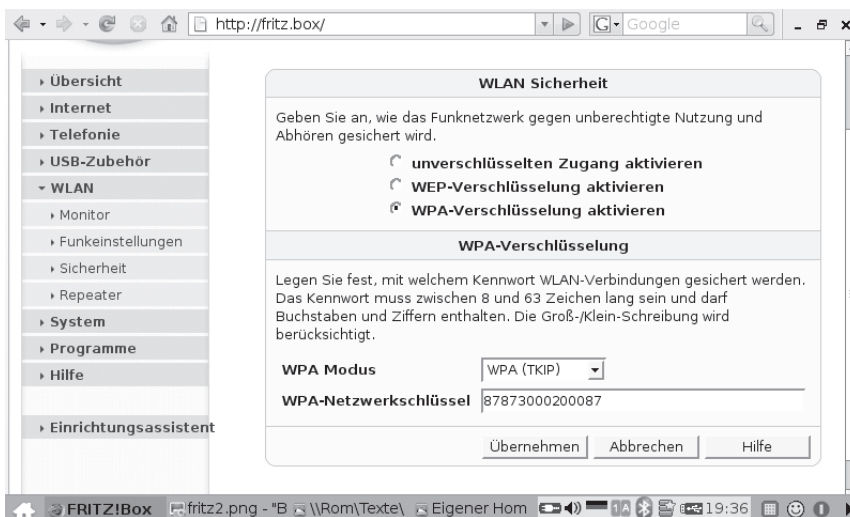 http://fritz.box/
G Google
Übersicht
Internet
Telefonie
USB-Zubehör
WLAN
Monitor
Funkeinstellungen
Sicherheit
Repeater
System
Programme
Hilfe
Einrichtungsassistent
WLAN Sicherheit
Geben Sie an, wie das Funknetzwerk gegen unberechtigte Nutzung und
Abhören gesichert wird.
unverschlüsselten Zugang aktivieren
WEP-Verschlüsselung aktivieren
WPA-Verschlüsselung aktivieren
WPA-Verschlüsselung
Legen Sie fest, mit welchem Kennwort WLAN-Verbindungen gesichert werden.
Das Kennwort muss zwischen 8 und 63 Zeichen lang sein und darf
Buchstaben und Ziffern enthalten. Die Groß-/Klein-Schreibung wird
berücksichtigt.
WPA Modus WPA (TKIP)
WPA-Netzwerkschlüssel 87873000200087
Übernehmen Abbrechen Hilfe
FRITZ!Box fritz2.png - "B \\Rom\Texte\ Eigener Hom 1A 19:36